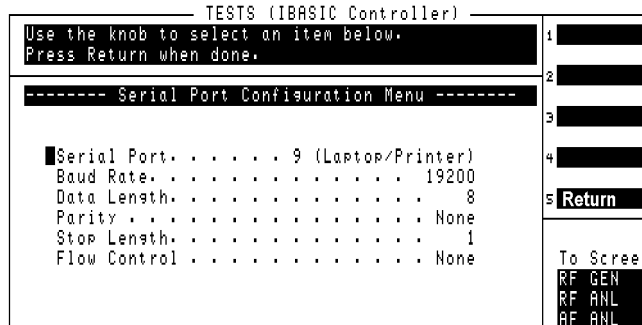 TESTS (IBASIC Controller)
Use the knob to select an item below.
Press Return when done.
-------- Serial Port Configuration Menu --------
Serial Port. . . . . . 9 (Laptop/Printer)
Baud Rate. . . . . . . . . . . . . 19200
Data Length. . . . . . . . . . . . . 8
Parity . . . . . . . . . . . . . . None
Stop Length. . . . . . . . . . . . . 1
Flow Control . . . . . . . . . . . None
1
2
3
4
5 Return
To Scree
RF GEN
RF ANL
AF ANL